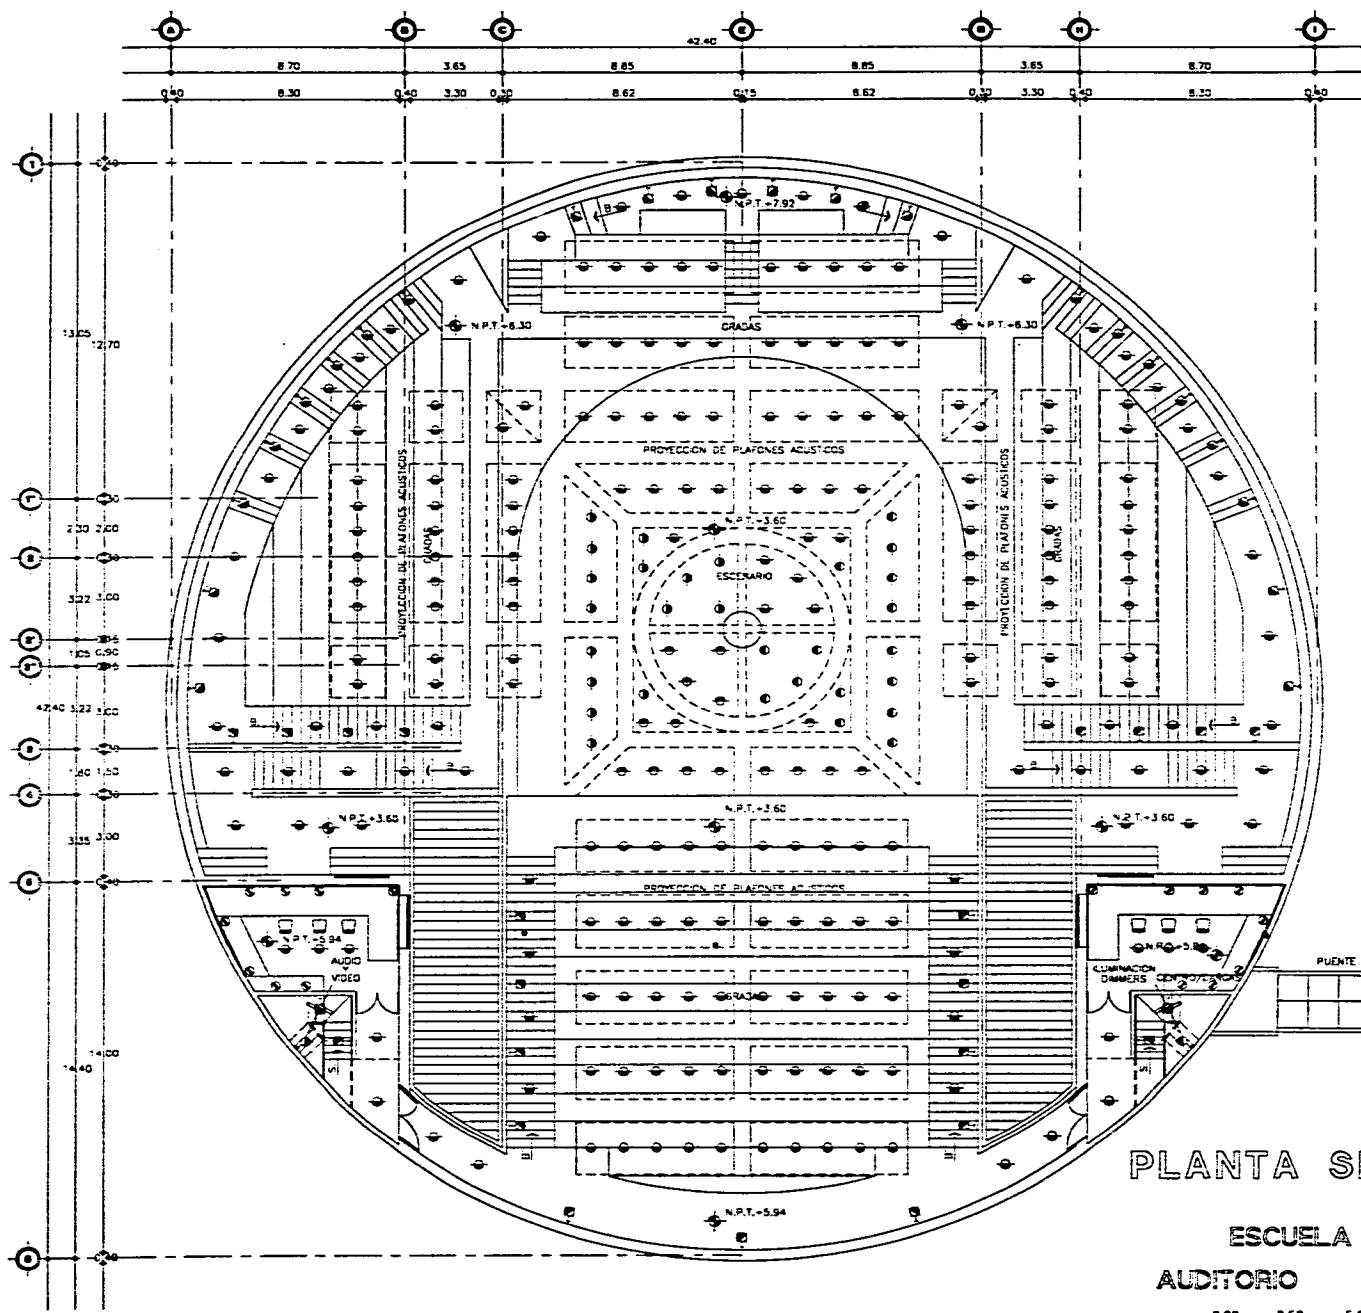 A B C E G H I
42.40
8.70 3.65 8.85 8.85 3.65 8.70
0.40 8.30 0.40 3.30 0.30 8.62 8.62 0.30 3.30 0.40 8.30 0.40
1
N.P.T.+7.92
B
N.P.T.+6.30
GRADAS
N.P.T.+6.30
13.05
12.70
PROYECCION DE PLAFONES ACUSTICOS
PROYECCION DE PLAFONES ACUSTICOS
GRADAS
PROYECCION DE PLAFONES ACUSTICOS
GRADAS
N.P.T.+3.60
2.30 2.00
ESCENARIO
3.22 3.00
1.05 0.90
42.40 3.22 3.00
B
1.80 1.50
N.P.T.+3.60
N.P.T.+3.60
N.P.T.+3.60
3.35 3.00
PROYECCION DE PLAFONES ACUSTICOS
N.P.T.+5.94
AUDIO
Y
VIDEO
ILUMINACION
DIMMERS
CENTRO/CARGAS
PUENTE
14.00
14.40
S
S
B
B
N.P.T.+5.94
PLANTA
ESCUELA
AUDITORIO